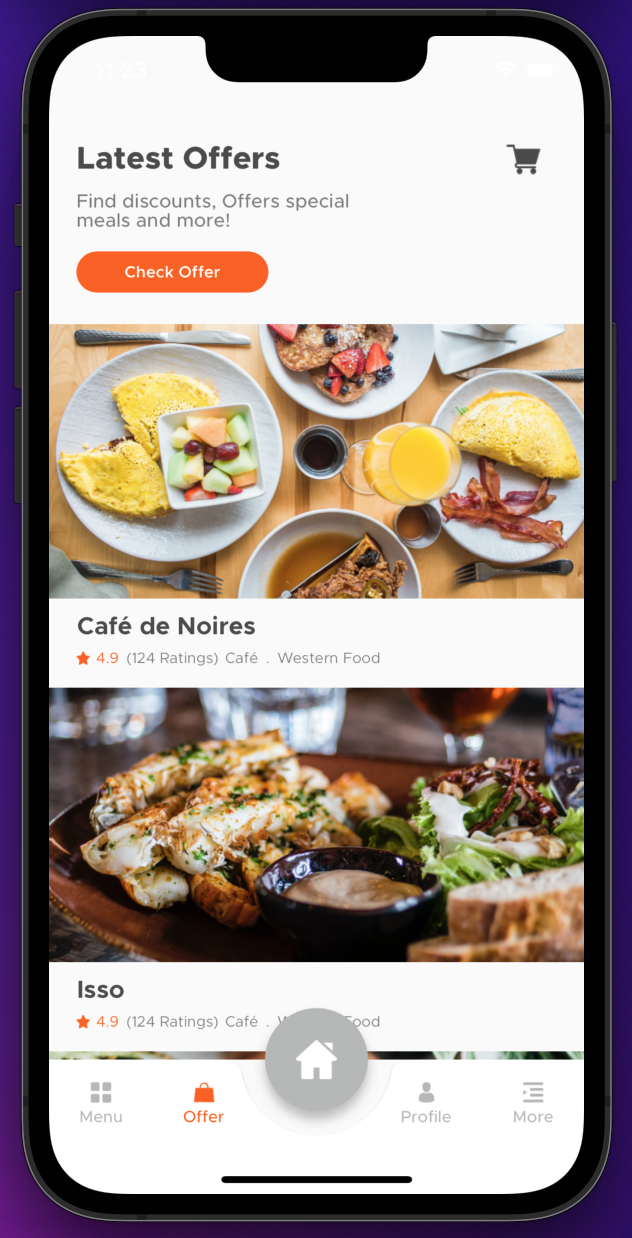 11:23
Latest Offers
Find discounts, Offers special
meals and more!
Check Offer
Café de Noires
4.9 (124 Ratings) Café . Western Food
Isso
4.9 (124 Ratings) Café . Food
Menu
Offer
Profile
More